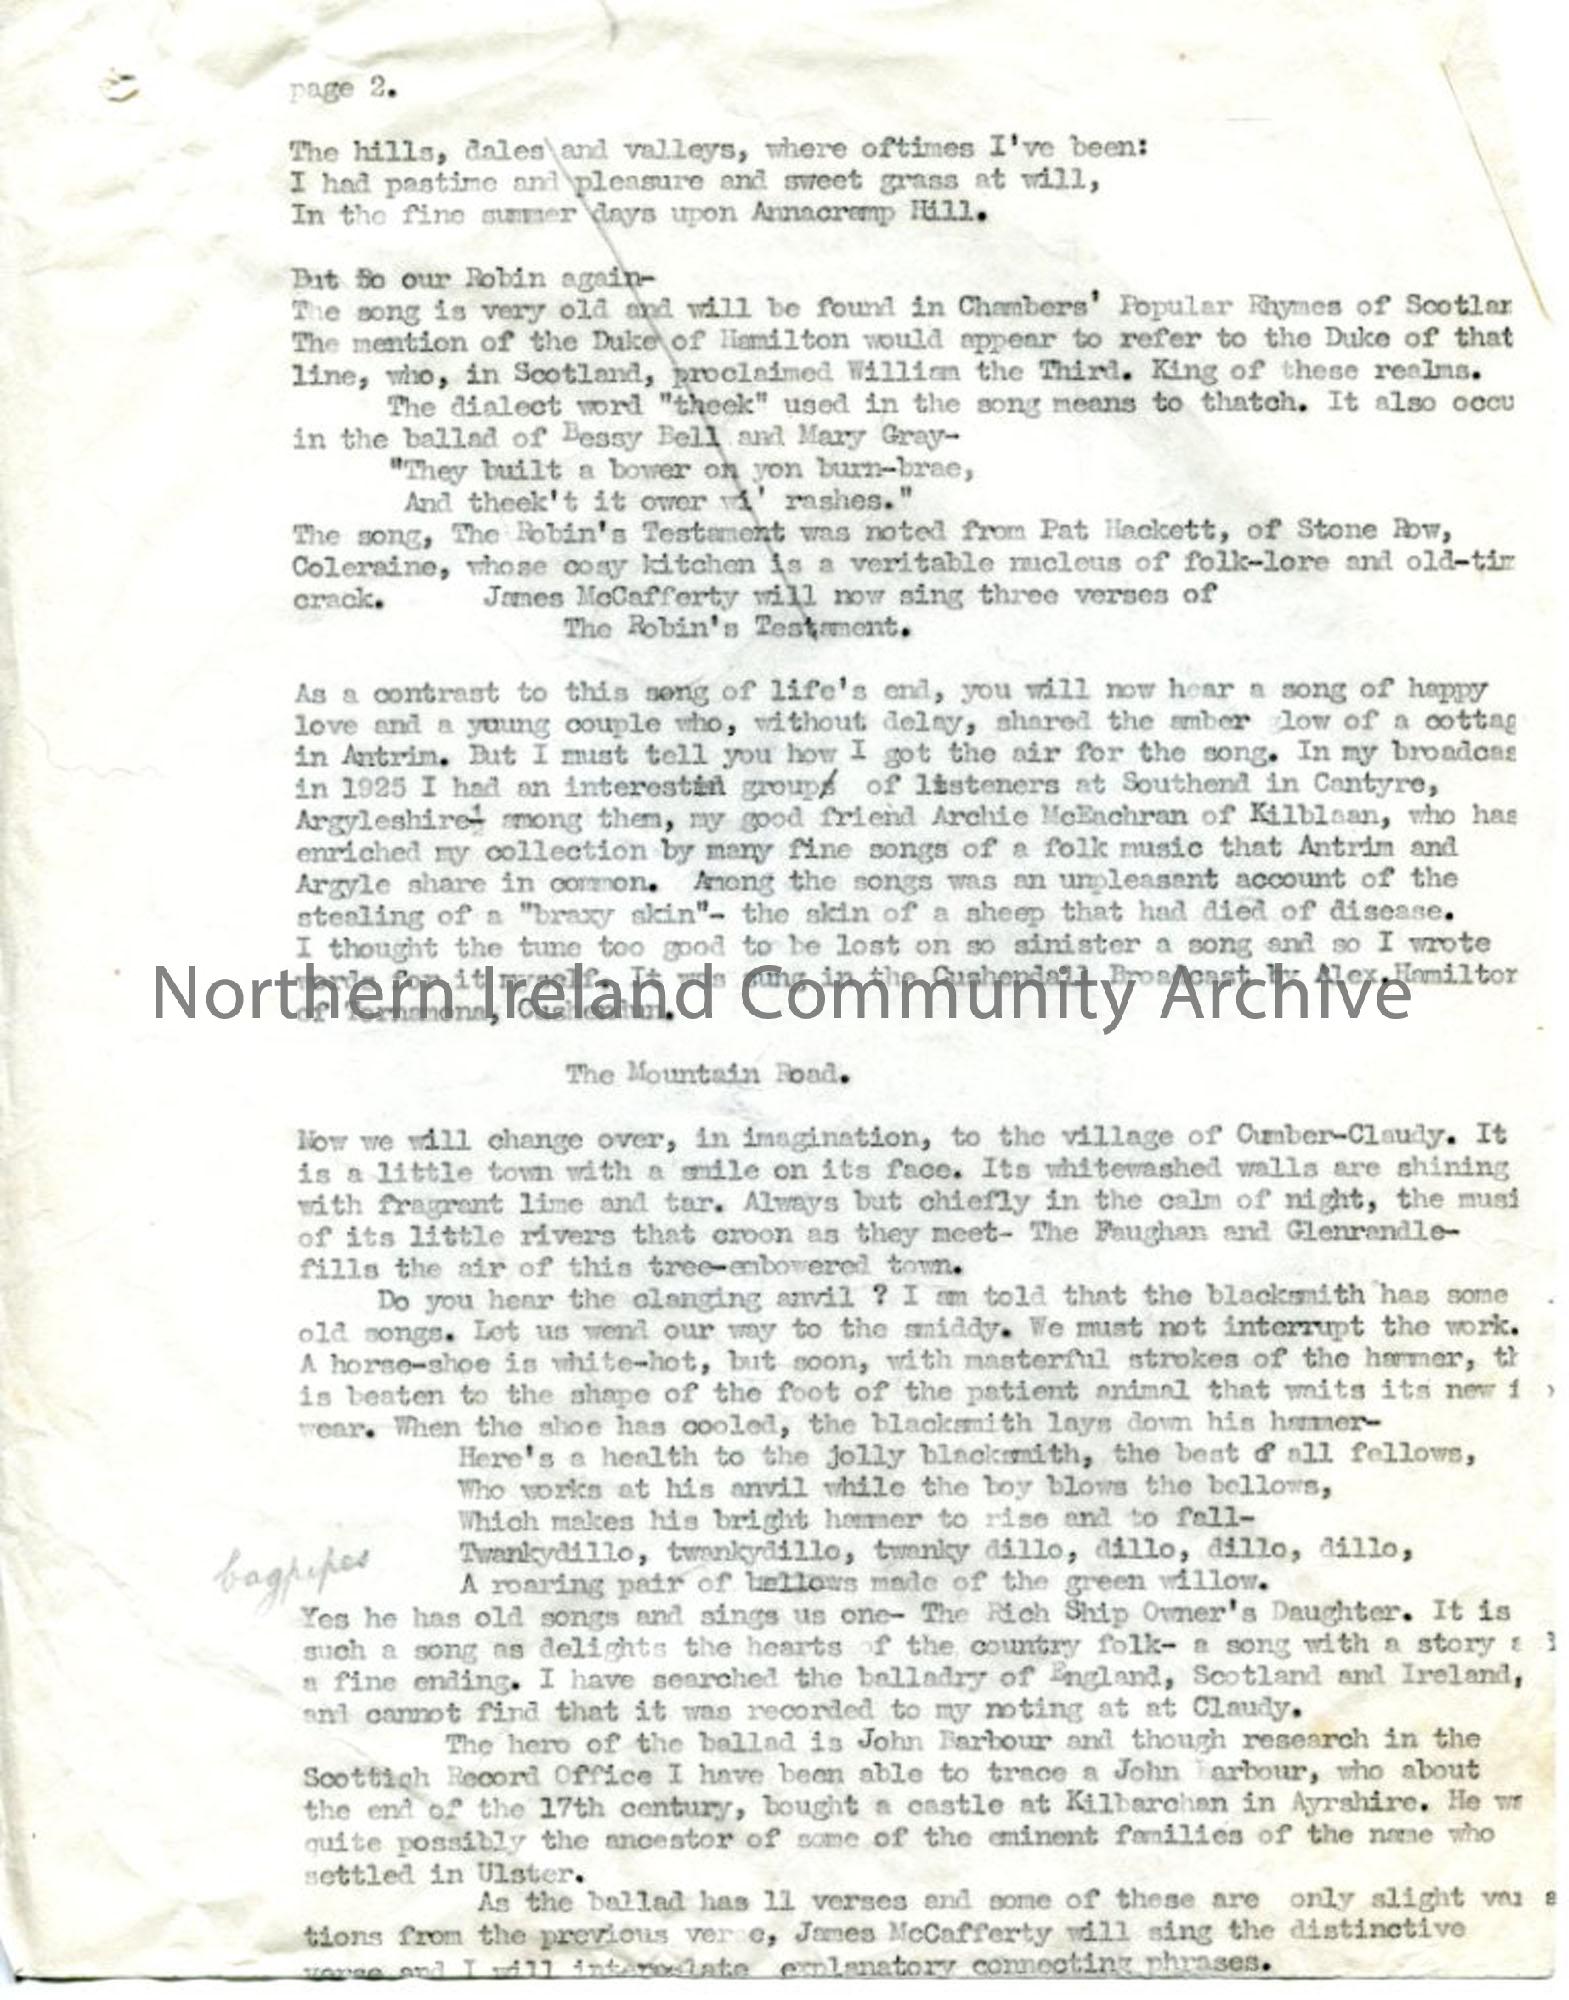 page 2.
The hills, dales and valleys, where oftimes I've been:
I had pastime and pleasure and sweet grass at will,
In the fine summer days upon Annacramp Hill.
But to our Robin again-
The song is very old and will be found in Chambers' Popular Rhymes of Scotlan
The mention of the Duke of Hamilton would appear to refer to the Duke of that
line, who, in Scotland, proclaimed William the Third. King of these realms.
The dialect word "theek" used in the song means to thatch. It also occu
in the ballad of Bessy Bell and Mary Gray-
"They built a bower on yon burn-brae,
And theek't it ower wi' rashes."
The song, The Robin's Testament was noted from Pat Hackett, of Stone Row,
Coleraine, whose cosy kitchen is a veritable nucleus of folk-lore and old-tim
crack. James McCafferty will now sing three verses of
The Robin's Testament.
As a contrast to this song of life's end, you will now hear a song of happy
love and a yuung couple who, without delay, shared the amber glow of a cottag
in Antrim. But I must tell you how I got the air for the song. In my broadcas
in 1925 I had an interestin group of listeners at Southend in Cantyre,
Argyleshire- among them, my good friend Archie McEachran of Kilblaan, who has
enriched my collection by many fine songs of a folk music that Antrim and
Argyle share in common. Among the songs was an unpleasant account of the
stealing of a "braxy skin"- the skin of a sheep that had died of disease.
I thought the tune too good to be lost on so sinister a song and so I wrote
words for it myself. It was sung in the Cushendall Broadcast by Alex.Hamilton
of Tornamona, Cushendun.
Northern Ireland Community Archive
The Mountain Road.
Now we will change over, in imagination, to the village of Cumber-Claudy. It
is a little town with a smile on its face. Its whitewashed walls are shining
with fragrant lime and tar. Always but chiefly in the calm of night, the musi
of its little rivers that croon as they meet- The Faughan and Glenrandle-
fills the air of this tree-embowered town.
Do you hear the clanging anvil ? I am told that the blacksmith has some
old songs. Let us wend our way to the smiddy. We must not interrupt the work.
A horse-shoe is white-hot, but soon, with masterful strokes of the hammer, th
is beaten to the shape of the foot of the patient animal that waits its new
wear. When the shoe has cooled, the blacksmith lays down his hammer-
Here's a health to the jolly blacksmith, the best of all fellows,
Who works at his anvil while the boy blows the bellows,
Which makes his bright hammer to rise and to fall-
bagpipes
Twankydillo, twankydillo, twanky dillo, dillo, dillo, dillo,
A roaring pair of bellows made of the green willow.
Yes he has old songs and sings us one- The Rich Ship Owner's Daughter. It is
such a song as delights the hearts of the country folk- a song with a story
a fine ending. I have searched the balladry of England, Scotland and Ireland,
and cannot find that it was recorded to my noting at at Claudy.
The hero of the ballad is John Barbour and though research in the
Scottish Record Office I have been able to trace a John Barbour, who about
the end of the 17th century, bought a castle at Kilbarchan in Ayrshire. He
quite possibly the ancestor of some of the eminent families of the name who
settled in Ulster.
As the ballad has 11 verses and some of these are only slight
tions from the previous verse, James McCafferty will sing the distinctive
verse and I will interpolate explanatory connecting phrases.